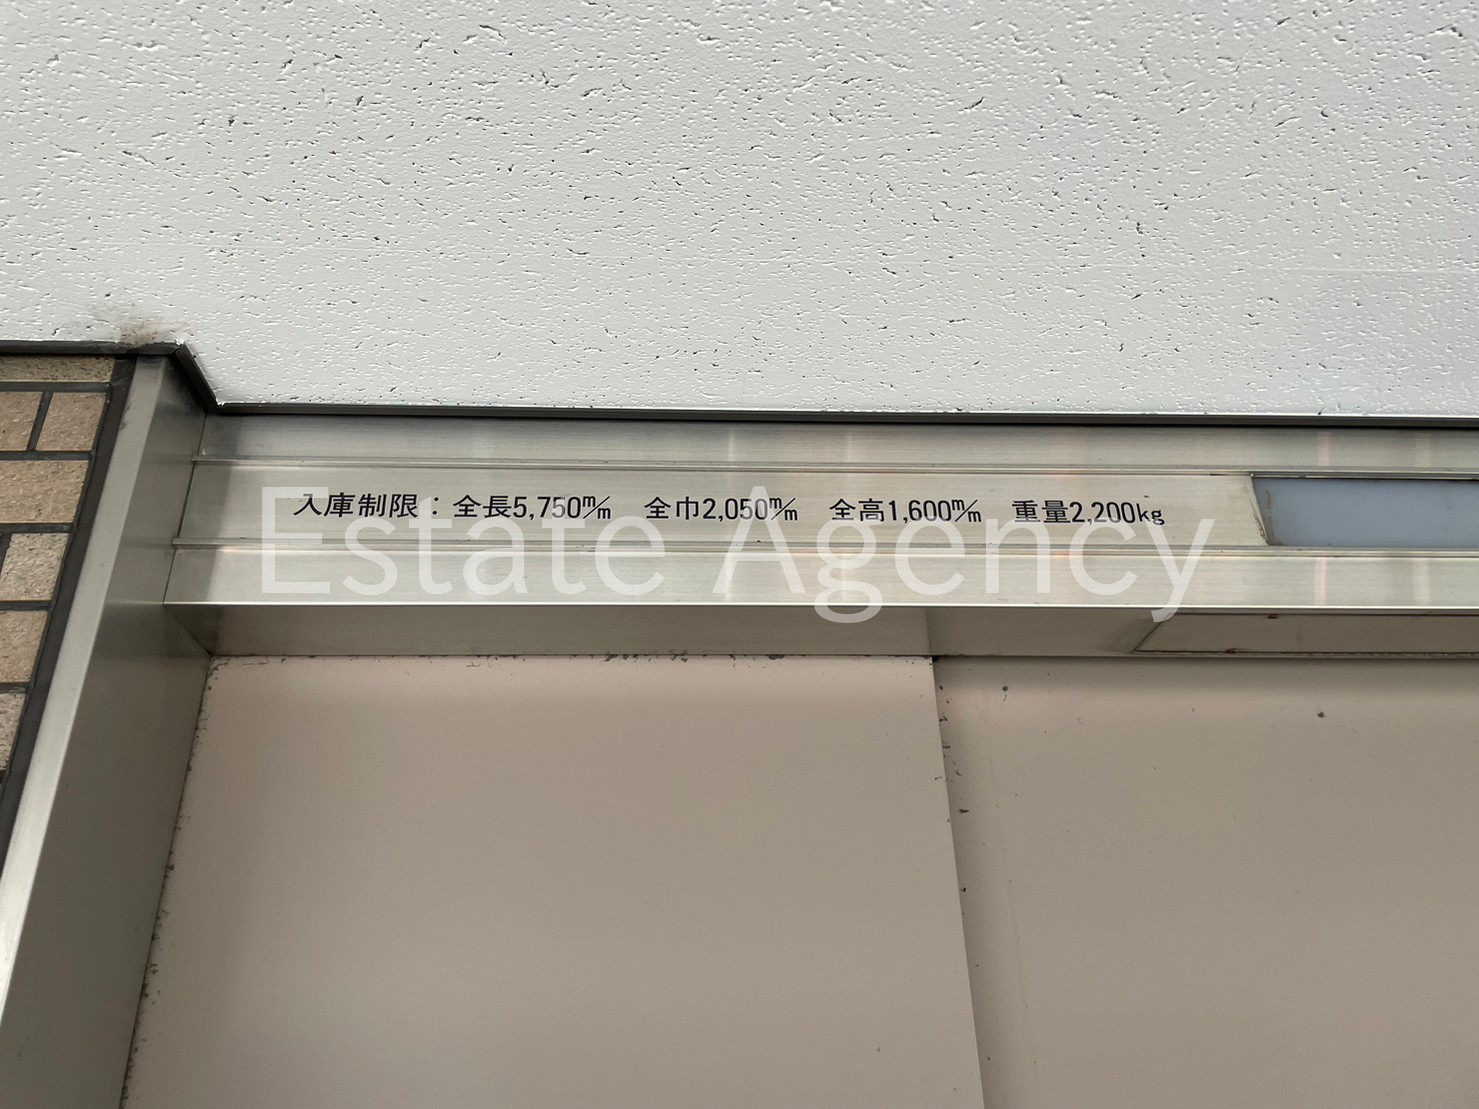 入庫制限：全長5,750㎜ 全巾2,050㎜ 全高1,600㎜ 重量2,200kg
Estate Agency